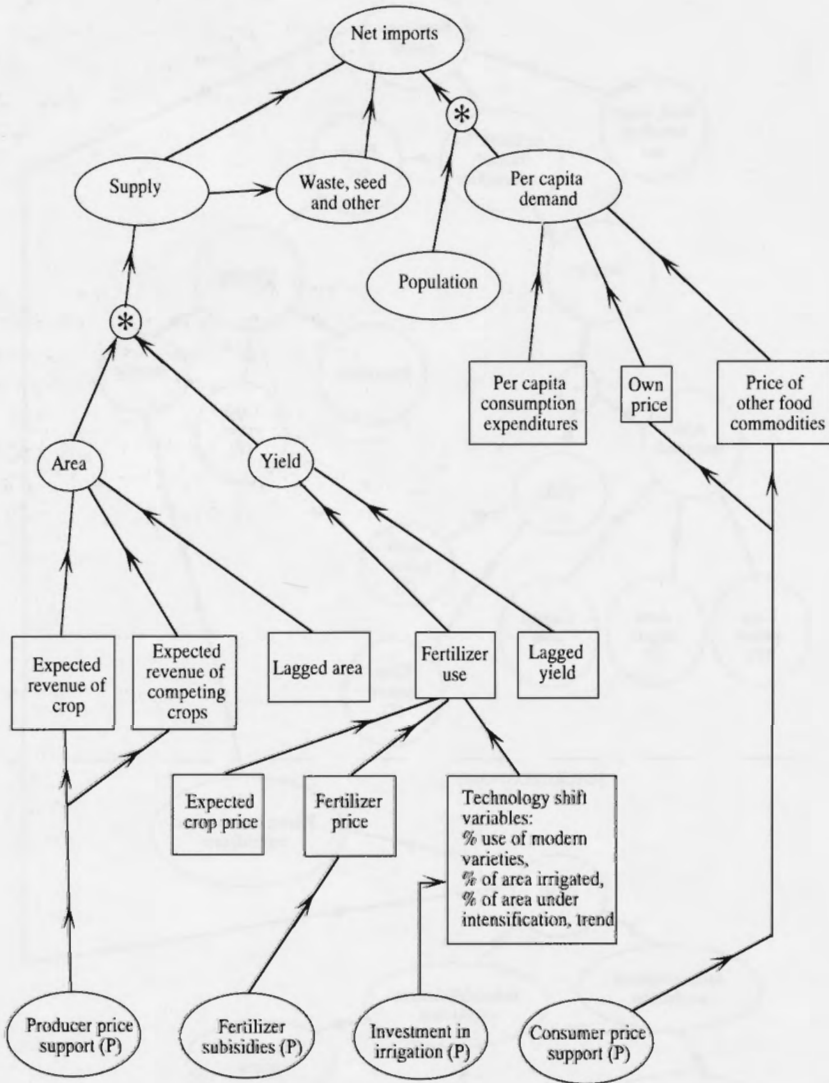 Net imports
*
Supply
Waste, seed
and other
Per capita
demand
Population
*
Per capita
consumption
expenditures
Own
price
Price of
other food
commodities
Area
Yield
Expected
revenue of
crop
Expected
revenue of
competing
crops
Lagged area
Fertilizer
use
Lagged
yield
Expected
crop price
Fertilizer
price
Technology shift
variables:
% use of modern
varieties,
% of area irrigated,
% of area under
intensification, trend
Producer price
support (P)
Fertilizer
subisidies (P)
Investment in
irrigation (P)
Consumer price
support (P)